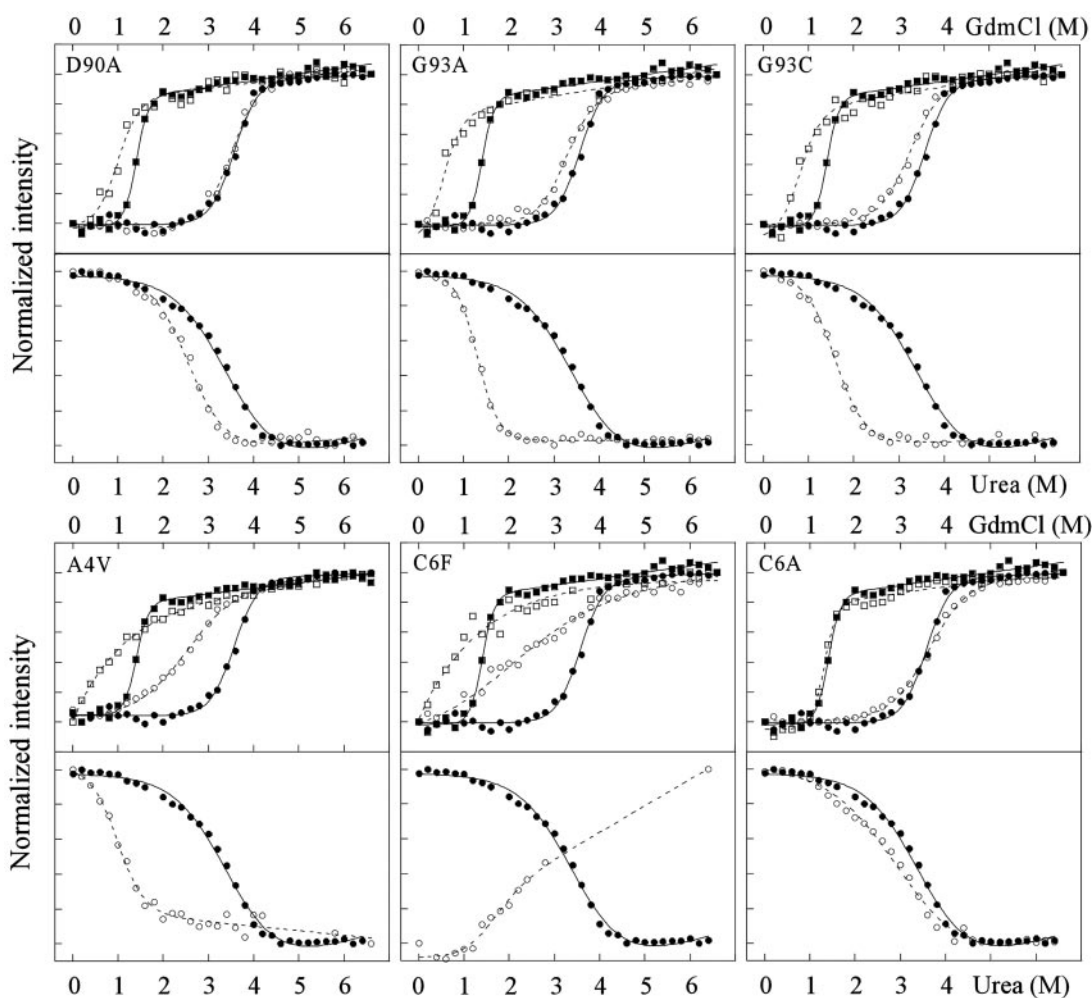 0 1 2 3 4 5 6 0 1 2 3 4 5 6 0 1 2 3 4 GdmCl (M)
D90A G93A G93C
Normalized intensity
Normalized intensity
0 1 2 3 4 5 6 0 1 2 3 4 5 6 0 1 2 3 4 Urea (M)
0 1 2 3 4 5 6 0 1 2 3 4 5 6 0 1 2 3 4 GdmCl (M)
A4V C6F C6A
Normalized intensity
Normalized intensity
0 1 2 3 4 5 6 0 1 2 3 4 5 6 0 1 2 3 4 Urea (M)